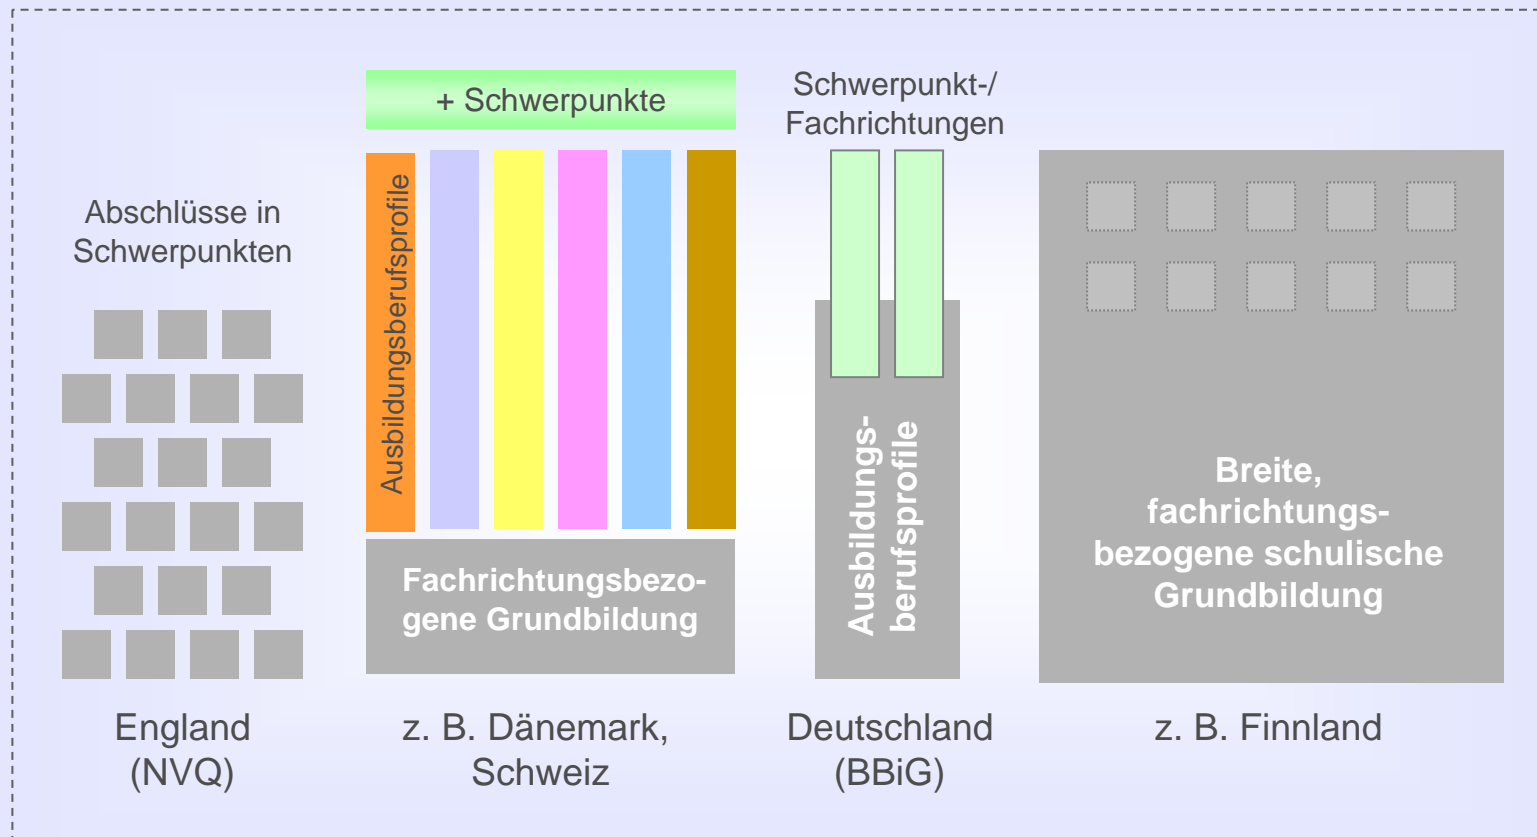 Abschlüsse in
Schwerpunkten
England
(NVQ)
+ Schwerpunkte
Ausbildungsberufsprofile
Fachrichtungsbezo-
gene Grundbildung
z. B. Dänemark,
Schweiz
Schwerpunkt-/
Fachrichtungen
Ausbildungs-
berufsprofile
Deutschland
(BBiG)
Breite,
fachrichtungs-
bezogene schulische
Grundbildung
z. B. Finnland